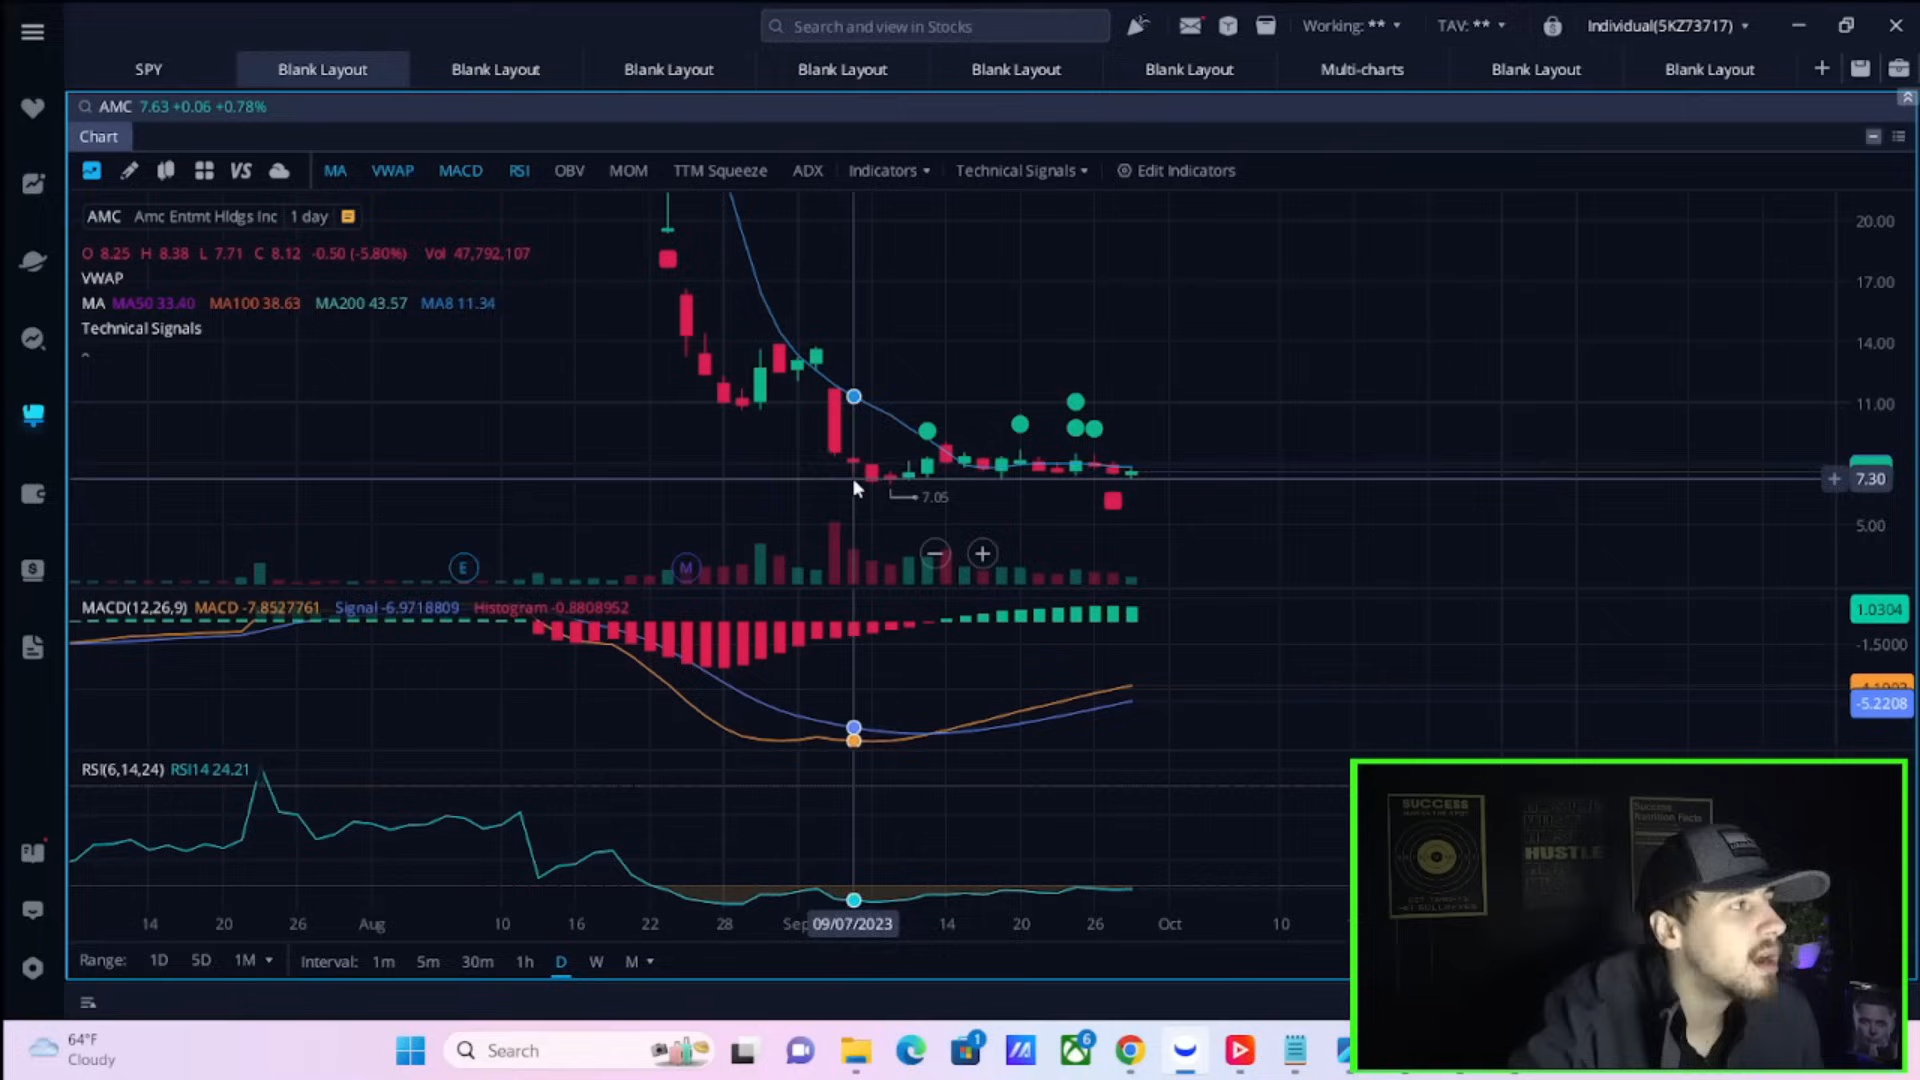 Search and view in Stocks
Working: **
TAV: **
Individual(5KZ73717)
SPY
Blank Layout
Blank Layout
Blank Layout
Blank Layout
Blank Layout
Blank Layout
Multi-charts
Blank Layout
Blank Layout
AMC 7.63 +0.06 +0.78%
Chart
VS
MA
VWAP
MACD
RSI
OBV
MOM
TTM Squeeze
ADX
Indicators
Technical Signals
Edit Indicators
AMC Amc Entmt Hldgs Inc 1 day
O 8.25 H 8.38 L 7.71 C 8.12 -0.50 (-5.80%) Vol 47,792,107
VWAP
MA MA50 33.40 MA100 38.63 MA200 43.57 MA8 11.34
Technical Signals
20.00
17.00
14.00
11.00
7.30
5.00
7.05
E
M
MACD(12,26,9) MACD -7.8527761 Signal -6.9718809 Histogram -0.8808952
1.0304
-1.5000
-5.2208
RSI(6,14,24) RSI14 24.21
14 20 26 Aug 10 16 22 28 Sep 09/07/2023 14 20 26 Oct 10
Range: 1D 5D 1M
Interval: 1m 5m 30m 1h D W M
SUCCESS
HUSTLE
Success
Nutrition Facts
64°F
Cloudy
Search
1
6